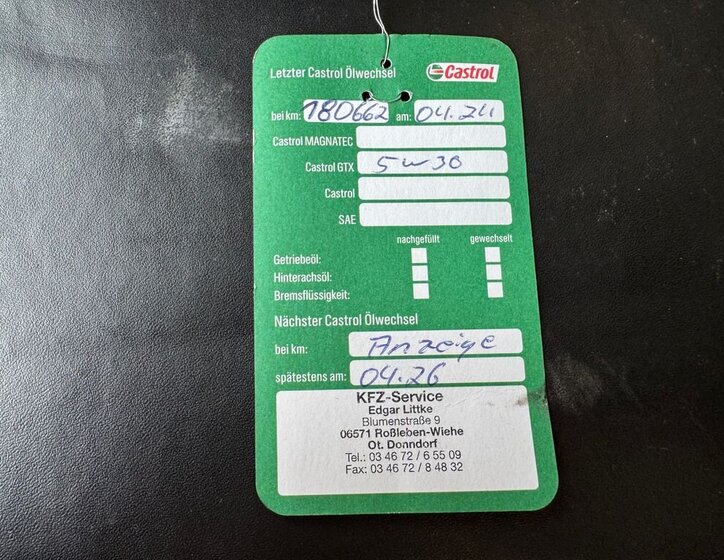 Letzter Castrol Ölwechsel Castrol
bei km: 180662 am: 04.24
Castrol MAGNATEC
Castrol GTX 5w30
Castrol
SAE
nachgefüllt gewechselt
Getriebeöl:
Hinterachsöl:
Bremsflüssigkeit:
Nächster Castrol Ölwechsel
bei km: Anzeige
spätestens am: 04.26
KFZ-Service
Edgar Littke
Blumenstraße 9
06571 Roßleben-Wiehe
Ot. Donndorf
Tel.: 03 46 72 / 6 55 09
Fax: 03 46 72 / 8 48 32